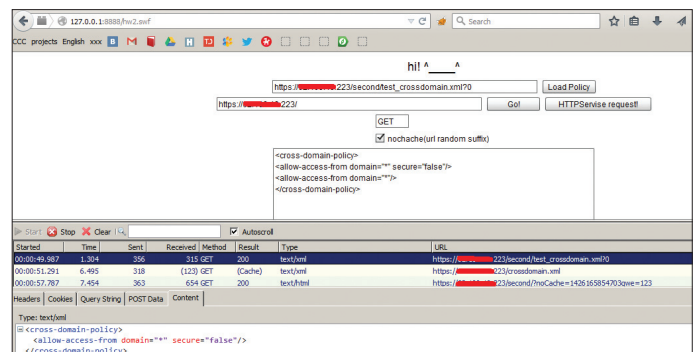 127.0.0.1:8888/hw2.swf
Search
CCC projects English xxx
hi! ^____^
https:// 223/second/test_crossdomain.xml?0 Load Policy
https:// 223/ Go! HTTPServise request!
GET
nochache(url random suffix)
<cross-domain-policy>
<allow-access-from domain="*" secure="false"/>
<allow-access-from domain="*"/>
</cross-domain-policy>
Start Stop Clear Autoscroll
Started Time Sent Received Method Result Type URL
00:00:49.987 1.304 356 315 GET 200 text/xml https:// 223/second/test_crossdomain.xml?0
00:00:51.291 6.495 318 (123) GET (Cache) text/xml https:// 223/crossdomain.xml
00:00:57.787 7.454 363 654 GET 200 text/html https:// 223/second/?noCache=1426165854703qwe=123
Headers Cookies Query String POST Data Content
Type: text/xml
<cross-domain-policy>
<allow-access-from domain="*" secure="false"/>
</cross-domain-policy>